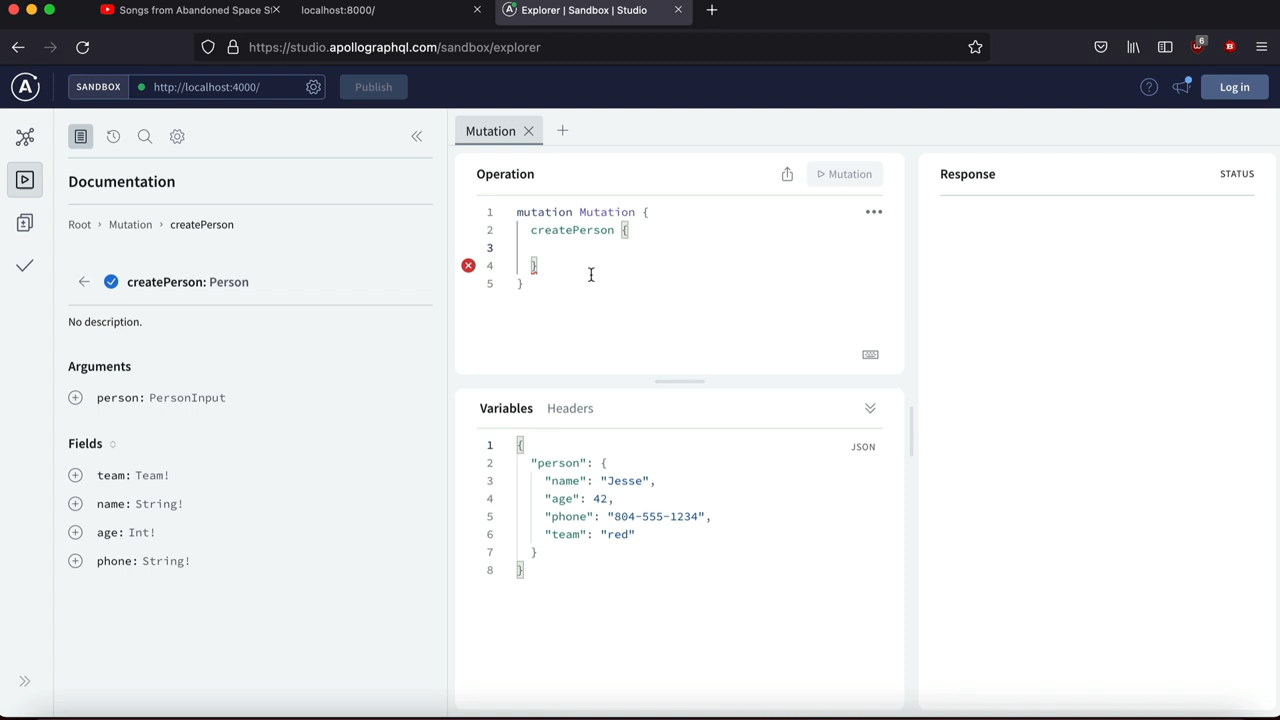 Songs from Abandoned Space S
localhost:8000/
Explorer | Sandbox | Studio
https://studio.apollographql.com/sandbox/explorer
6
B
A
SANDBOX
http://localhost:4000/
Publish
Log in
Documentation
Root › Mutation › createPerson
createPerson: Person
No description.
Arguments
person: PersonInput
Fields
team: Team!
name: String!
age: Int!
phone: String!
Mutation
Operation
Mutation
1 mutation Mutation {
2 createPerson {
3
4 }
5 }
Variables Headers
JSON
1 {
2 "person": {
3 "name": "Jesse",
4 "age": 42,
5 "phone": "804-555-1234",
6 "team": "red"
7 }
8 }
Response
STATUS